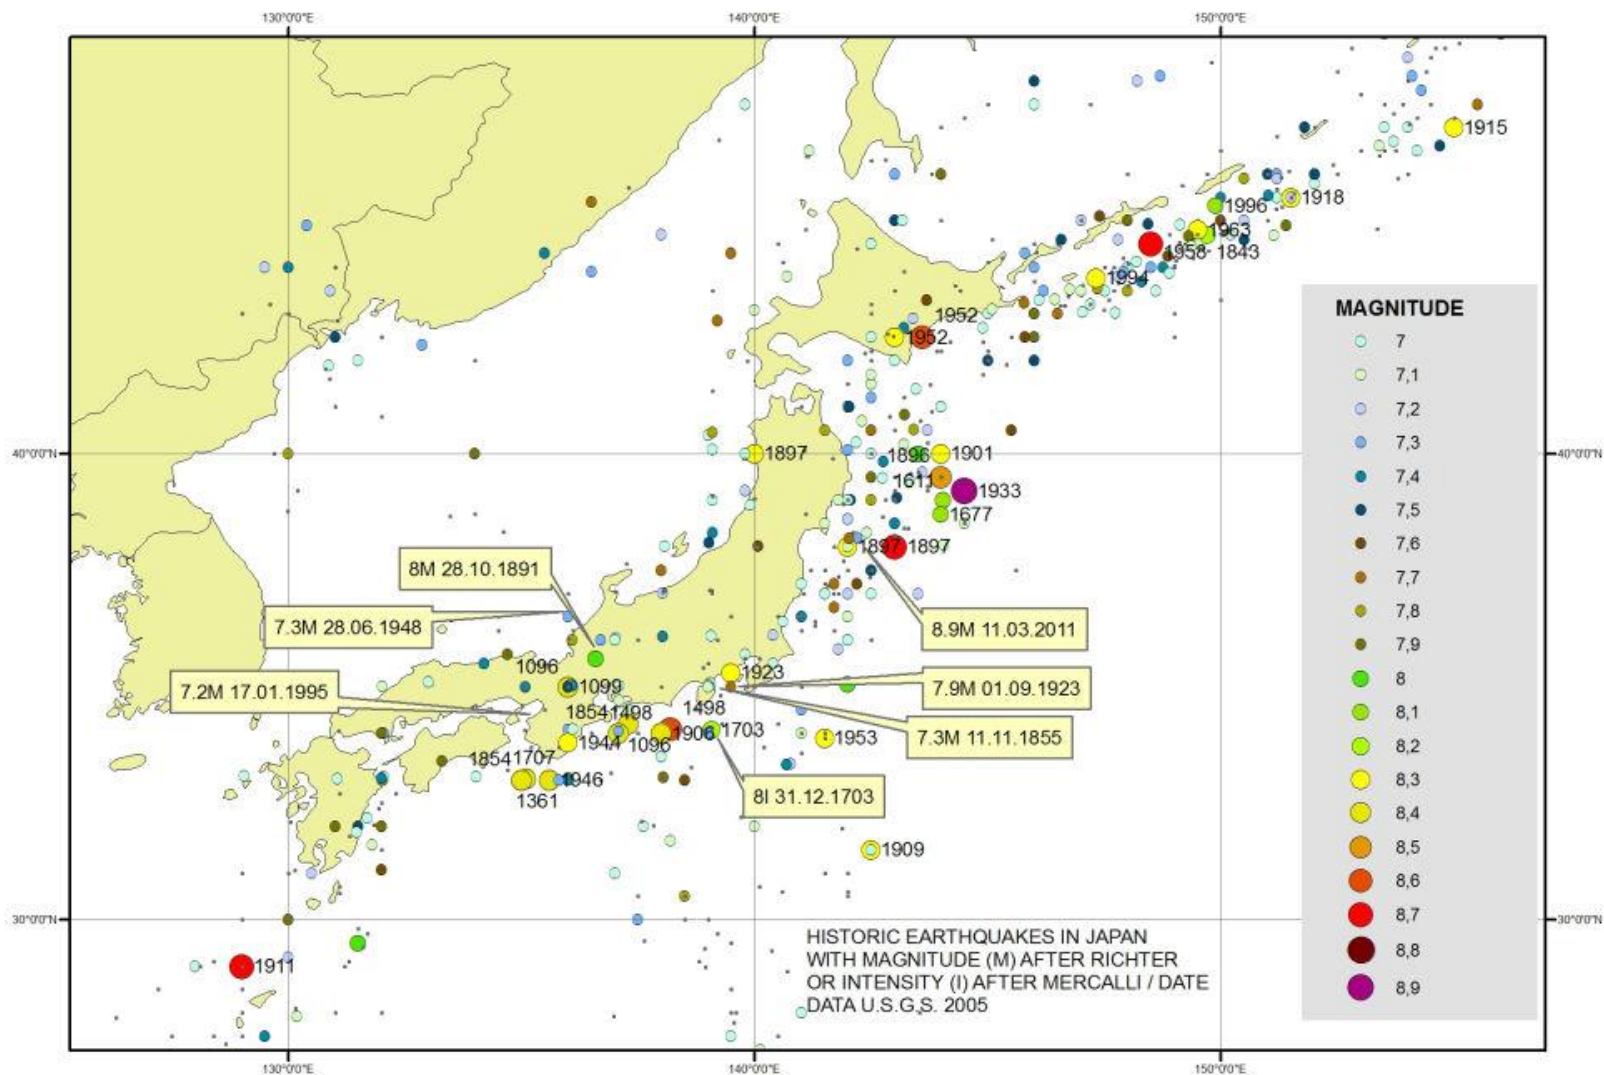 130°0'0"E
140°0'0"E
150°0'0"E
1915
1918
1996
1963
1958 1843
1994
1952
1952
MAGNITUDE
7
7,1
7,2
7,3
7,4
7,5
7,6
7,7
7,8
7,9
8
8,1
8,2
8,3
8,4
8,5
8,6
8,7
8,8
8,9
40°0'0"N
1897
1896
1901
40°0'0"N
1611
1933
1677
1897
1897
8M 28.10.1891
7.3M 28.06.1948
8.9M 11.03.2011
1096
1923
7.2M 17.01.1995
1099
7.9M 01.09.1923
1854
1498
1498
1944
1096
1906
1703
1953
7.3M 11.11.1855
1854
1707
1946
1361
8I 31.12.1703
1909
30°0'0"N
30°0'0"N
1911
HISTORIC EARTHQUAKES IN JAPAN
WITH MAGNITUDE (M) AFTER RICHTER
OR INTENSITY (I) AFTER MERCALLI / DATE
DATA U.S.G.S. 2005
130°0'0"E
140°0'0"E
150°0'0"E